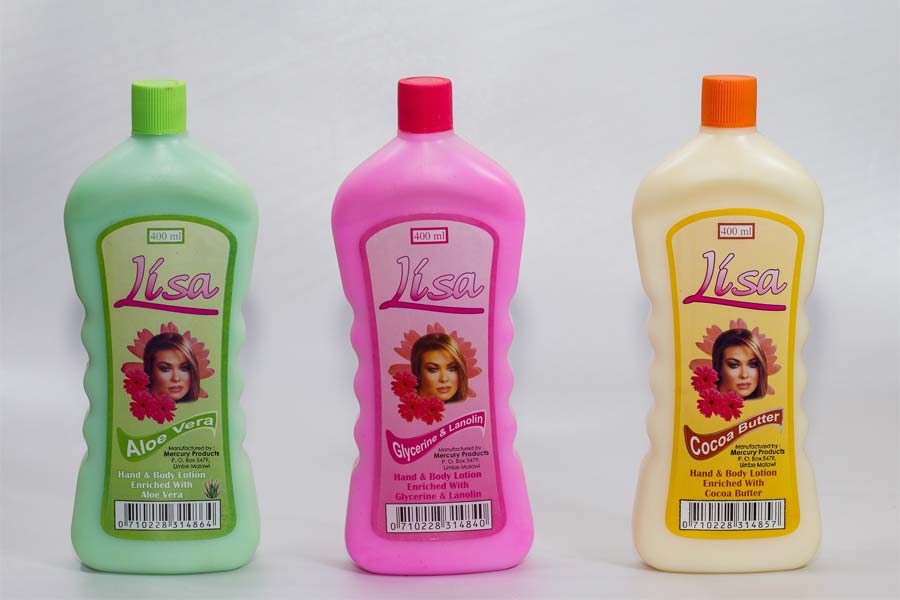 400 ml
Lisa
Aloe Vera
Manufactured by :
Mercury Products
P. O. Box 5479,
Limbe Malawi
Hand & Body Lotion
Enriched With
Aloe Vera
0 710228 314864
400 ml
Lisa
Glycerine & Lanolin
Manufactured by :
Mercury Products
P. O. Box 5479,
Limbe Malawi
Hand & Body Lotion
Enriched With
Glycerine & Lanolin
0 710228 314840
400 ml
Lisa
Cocoa Butter
Manufactured by :
Mercury Products
P. O. Box 5479,
Limbe Malawi
Hand & Body Lotion
Enriched With
Cocoa Butter
0 710228 314857